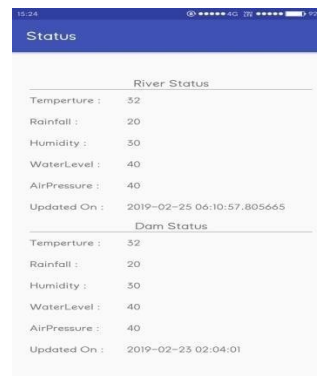 15:24 4G 92
Status
River Status
Temperture : 32
Rainfall : 20
Humidity : 30
WaterLevel : 40
AirPressure : 40
Updated On : 2019-02-25 06:10:57.805665
Dam Status
Temperture : 32
Rainfall : 20
Humidity : 30
WaterLevel : 40
AirPressure : 40
Updated On : 2019-02-23 02:04:01